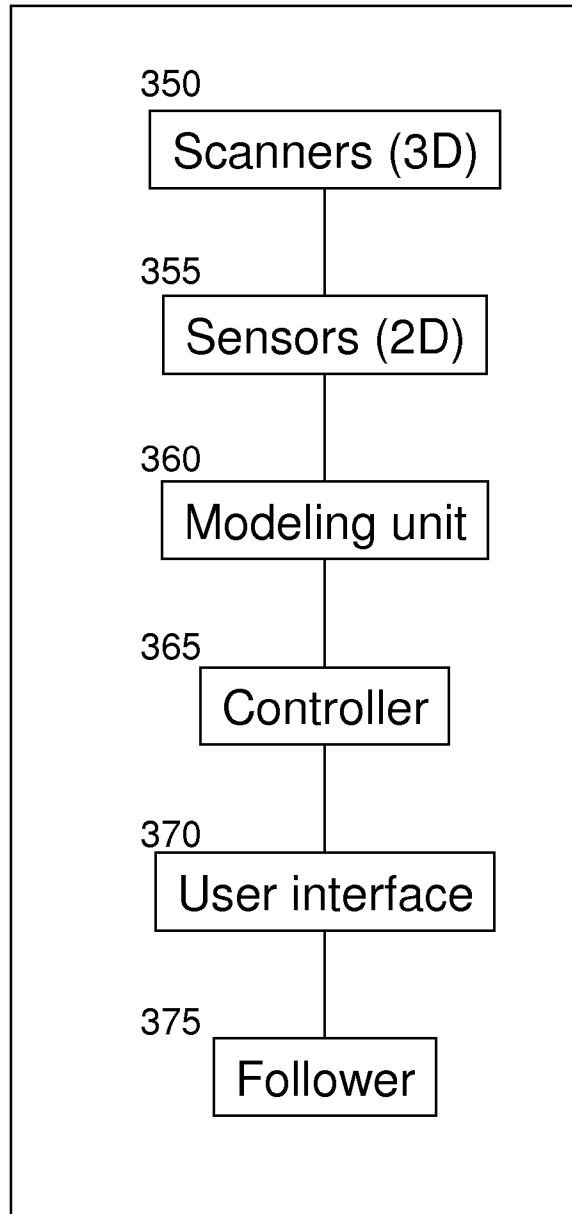 350
Scanners (3D)
355
Sensors (2D)
360
Modeling unit
365
Controller
370
User interface
375
Follower